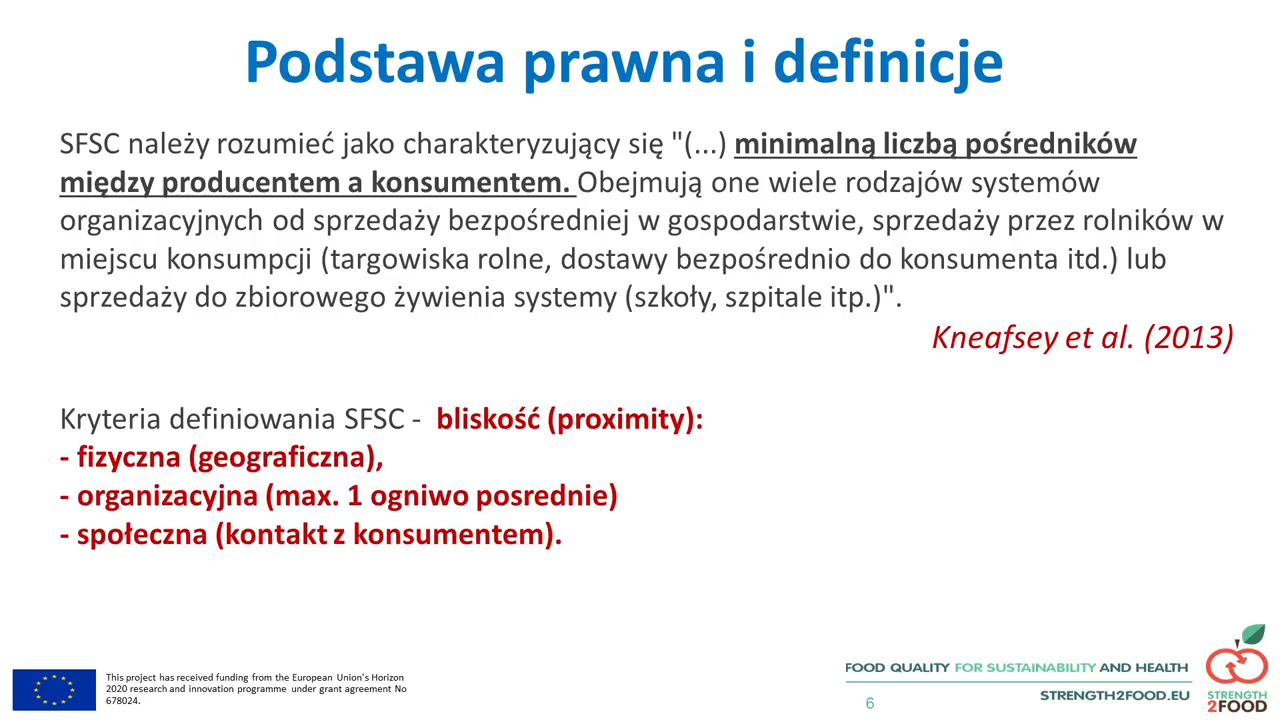 Podstawa prawna i definicje
SFSC należy rozumieć jako charakteryzujący się "(...) minimalną liczbą pośredników
między producentem a konsumentem. Obejmują one wiele rodzajów systemów
organizacyjnych od sprzedaży bezpośredniej w gospodarstwie, sprzedaży przez rolników w
miejscu konsumpcji (targowiska rolne, dostawy bezpośrednio do konsumenta itd.) lub
sprzedaży do zbiorowego żywienia systemy (szkoły, szpitale itp.)".
Kneafsey et al. (2013)
Kryteria definiowania SFSC - bliskość (proximity):
- fizyczna (geograficzna),
- organizacyjna (max. 1 ogniwo posrednie)
- społeczna (kontakt z konsumentem).
This project has received funding from the European Union's Horizon
2020 research and innovation programme under grant agreement No
678024.
FOOD QUALITY FOR SUSTAINABILITY AND HEALTH
STRENGTH2FOOD.EU
6
STRENGTH
2FOOD